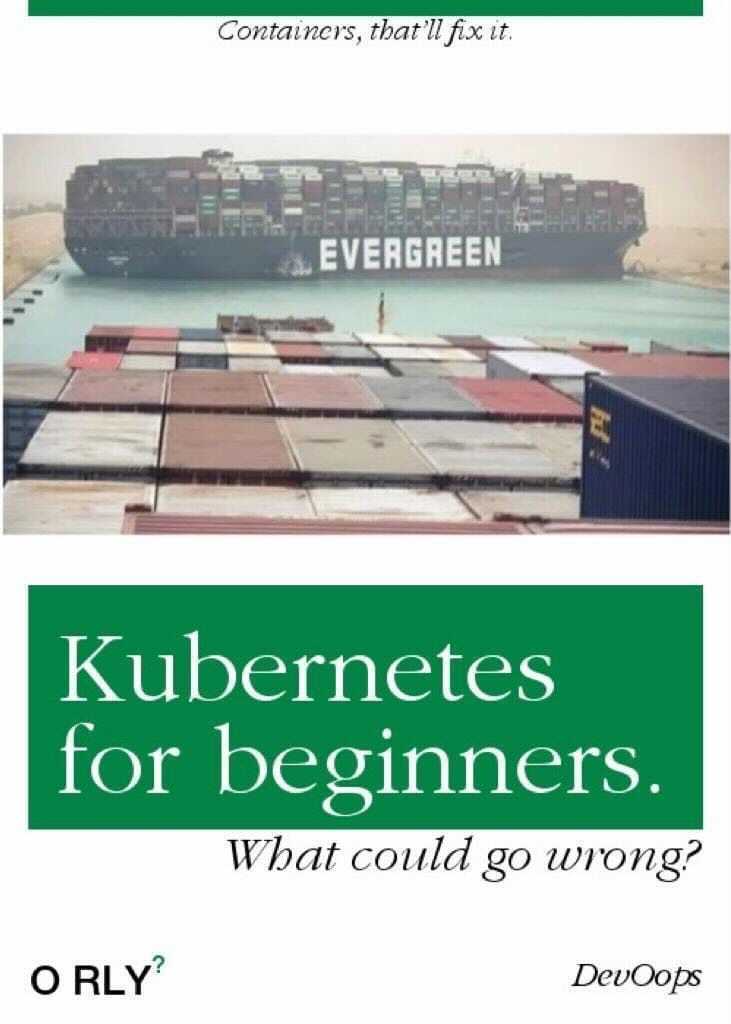 Containers, that'll fix it.
EVERGREEN
Kubernetes
for beginners.
What could go wrong?
O RLY?
DevOops